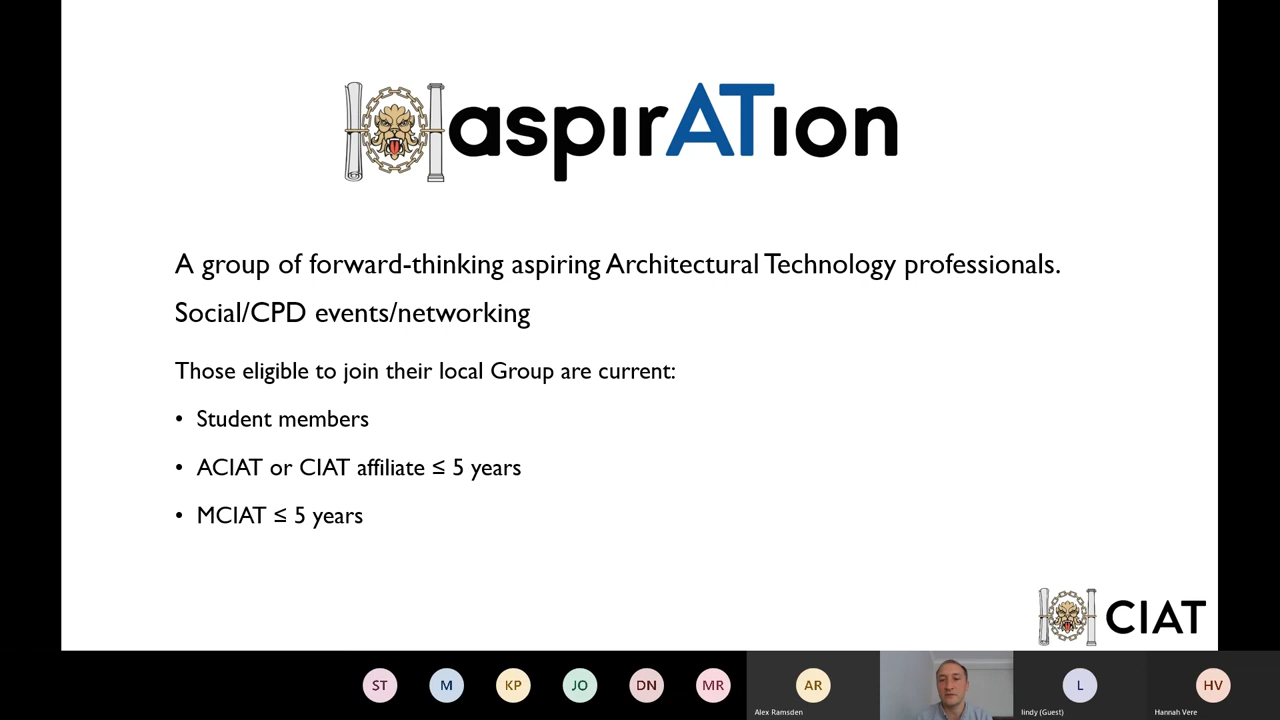 aspirATion
A group of forward-thinking aspiring Architectural Technology professionals.
Social/CPD events/networking
Those eligible to join their local Group are current:
• Student members
• ACIAT or CIAT affiliate ≤ 5 years
• MCIAT ≤ 5 years
CIAT
ST M KP JO DN MR AR L HV
Alex Ramsden lindy (Guest) Hannah Vere